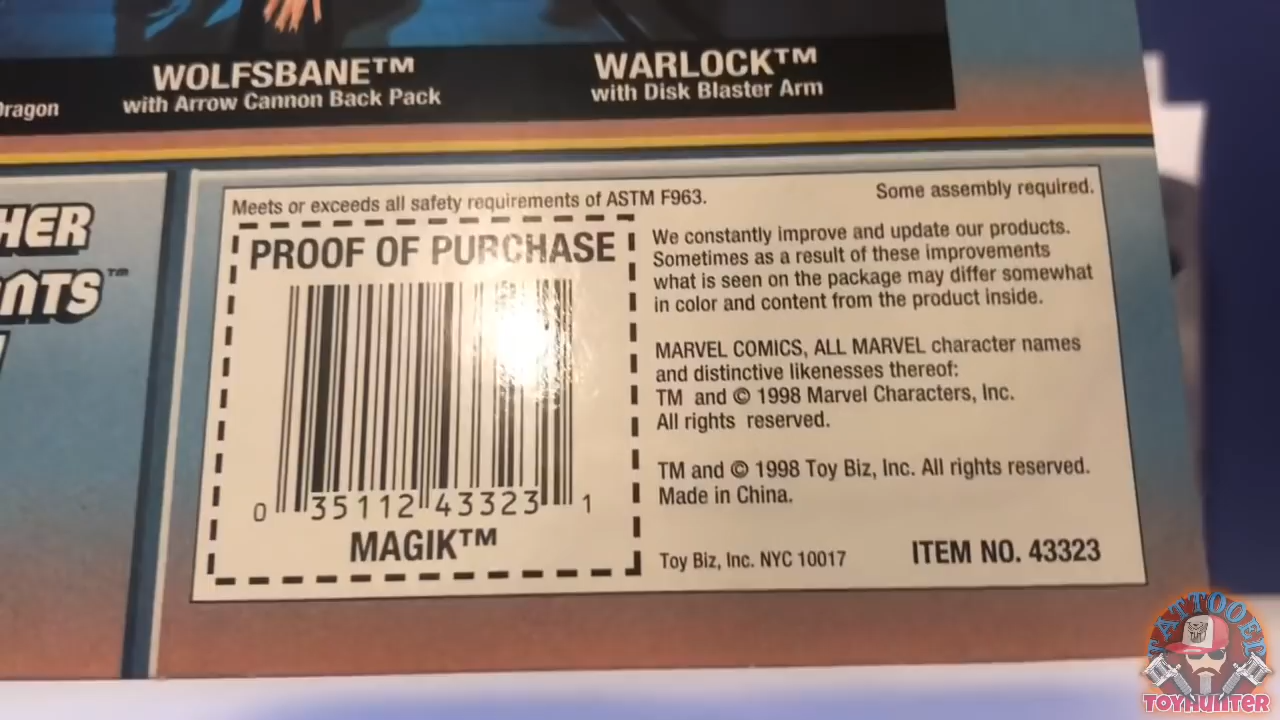 WOLFSBANE™
with Arrow Cannon Back Pack
WARLOCK™
with Disk Blaster Arm
Dragon
HER
NTS™
Meets or exceeds all safety requirements of ASTM F963.
Some assembly required.
PROOF OF PURCHASE
0 35112 43323 1
MAGIK™
We constantly improve and update our products.
Sometimes as a result of these improvements
what is seen on the package may differ somewhat
in color and content from the product inside.
MARVEL COMICS, ALL MARVEL character names
and distinctive likenesses thereof:
TM and © 1998 Marvel Characters, Inc.
All rights reserved.
TM and © 1998 Toy Biz, Inc. All rights reserved.
Made in China.
Toy Biz, Inc. NYC 10017
ITEM NO. 43323
TATTOOED
TOYHUNTER